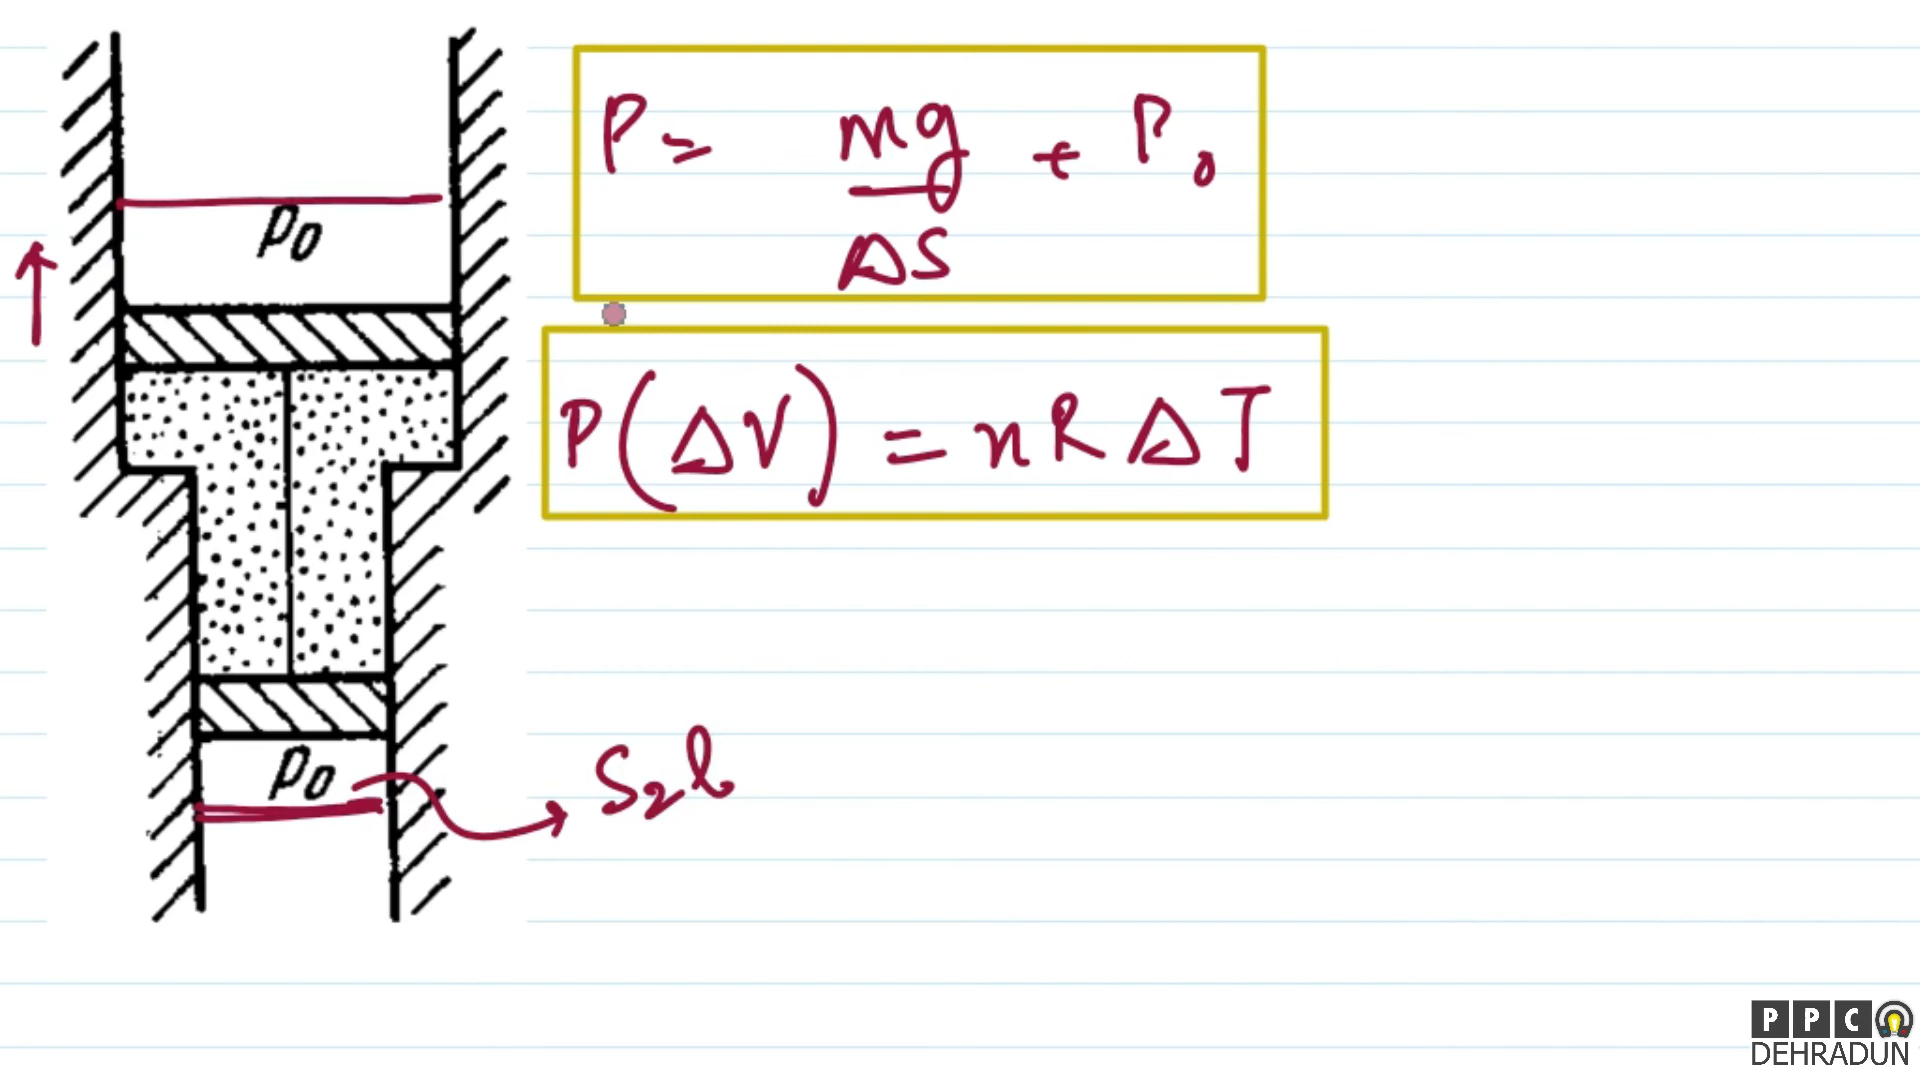 P = mg/ΔS + P₀
p₀
P(ΔV) = nRΔT
p₀
S₂l
PPC
DEHRADUN